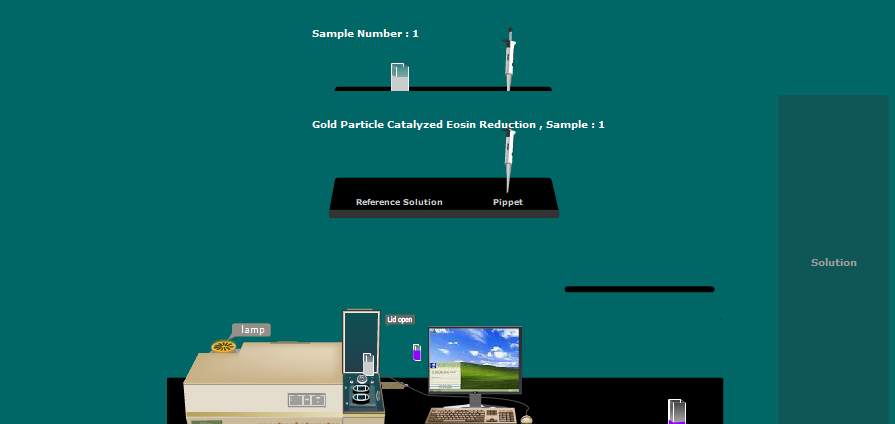 Sample Number : 1
Gold Particle Catalyzed Eosin Reduction , Sample : 1
Reference Solution
Pippet
Solution
Lid open
lamp